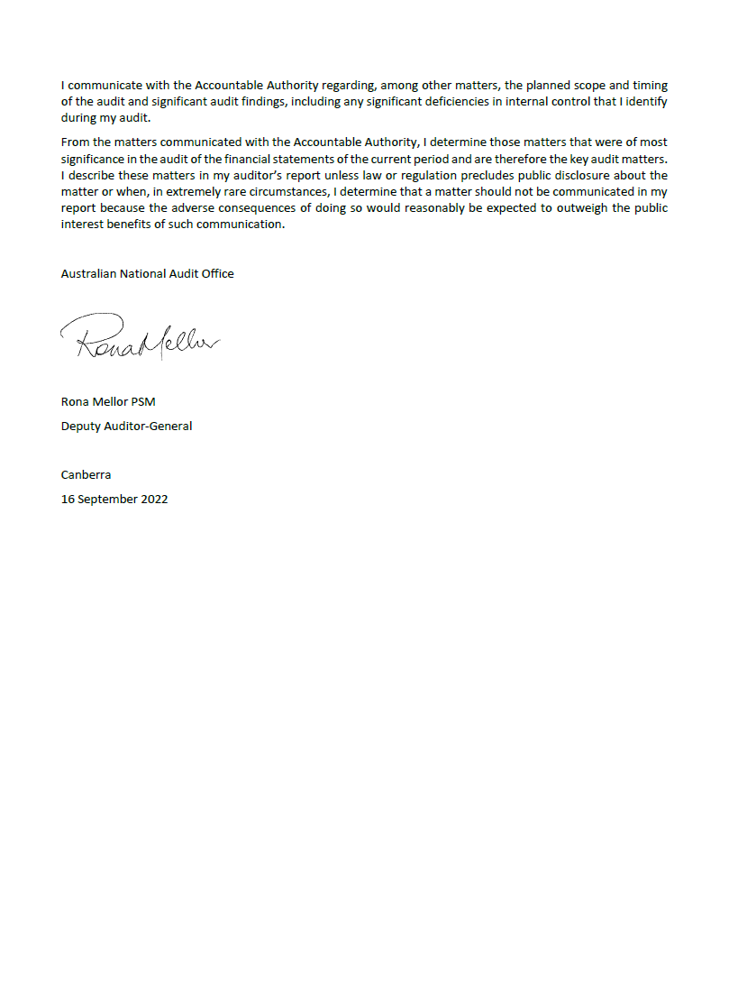 I communicate with the Accountable Authority regarding, among other matters, the planned scope and timing
of the audit and significant audit findings, including any significant deficiencies in internal control that I identify
during my audit.
From the matters communicated with the Accountable Authority, I determine those matters that were of most
significance in the audit of the financial statements of the current period and are therefore the key audit matters.
I describe these matters in my auditor’s report unless law or regulation precludes public disclosure about the
matter or when, in extremely rare circumstances, I determine that a matter should not be communicated in my
report because the adverse consequences of doing so would reasonably be expected to outweigh the public
interest benefits of such communication.
Australian National Audit Office
Rona Mellor
Rona Mellor PSM
Deputy Auditor-General
Canberra
16 September 2022